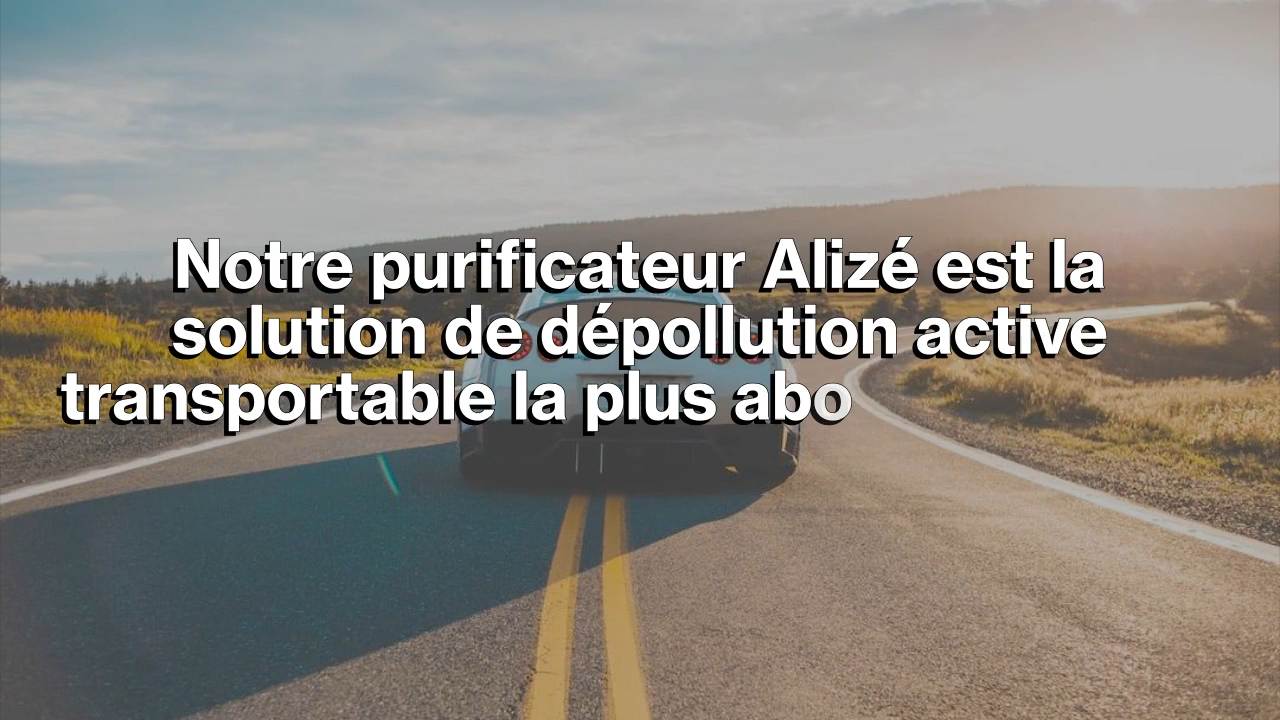 Notre purificateur Alizé est la
solution de dépollution active
transportable la plus abo